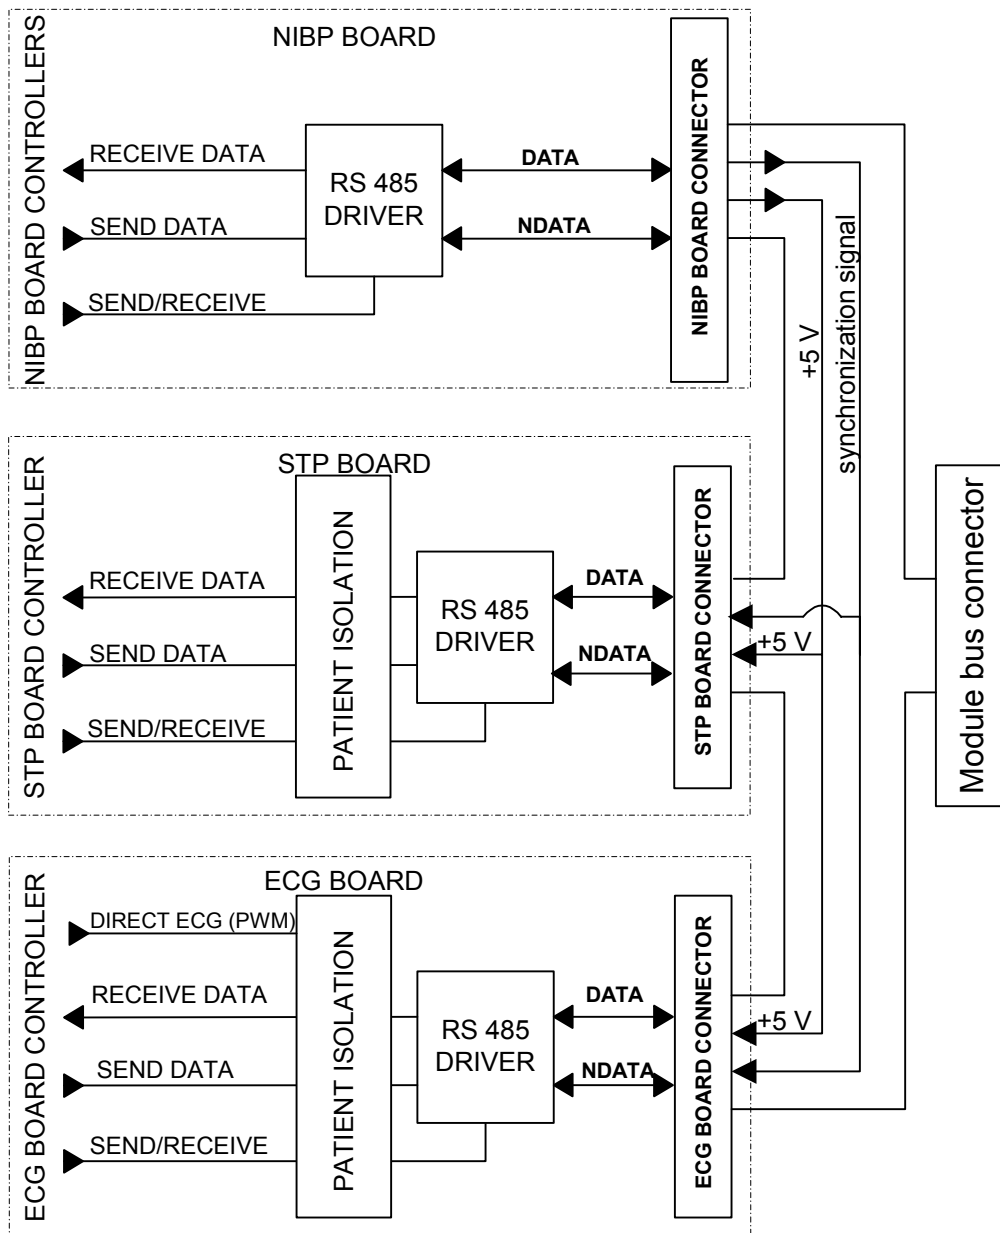 NIBP BOARD CONTROLLERS
NIBP BOARD
RECEIVE DATA
SEND DATA
SEND/RECEIVE
RS 485
DRIVER
DATA
NDATA
NIBP BOARD CONNECTOR
+5 V
synchronization signal
Module bus connector
STP BOARD CONTROLLER
STP BOARD
RECEIVE DATA
SEND DATA
SEND/RECEIVE
PATIENT ISOLATION
RS 485
DRIVER
DATA
NDATA
STP BOARD CONNECTOR
+5 V
ECG BOARD CONTROLLER
ECG BOARD
DIRECT ECG (PWM)
RECEIVE DATA
SEND DATA
SEND/RECEIVE
PATIENT ISOLATION
RS 485
DRIVER
DATA
NDATA
ECG BOARD CONNECTOR
+5 V